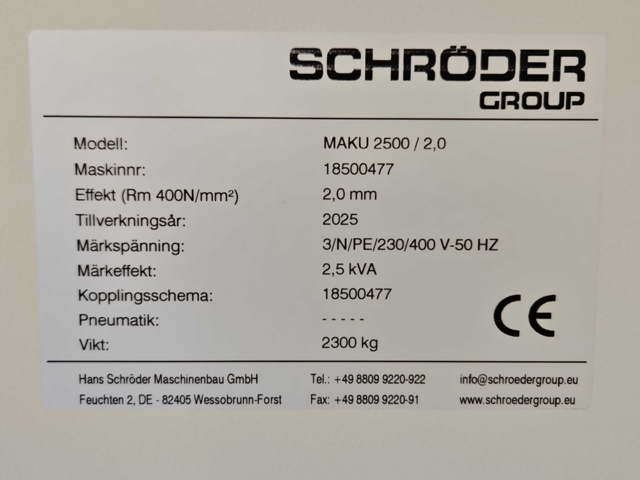 SCHRÖDER
GROUP
Modell: MAKU 2500 / 2,0
Maskinnr: 18500477
Effekt (Rm 400N/mm²) 2,0 mm
Tillverkningsår: 2025
Märkspänning: 3/N/PE/230/400 V-50 HZ
Märkeffekt: 2,5 kVA
Kopplingsschema: 18500477
Pneumatik: - - - - -
Vikt: 2300 kg
CE
Hans Schröder Maschinenbau GmbH Tel.: +49 8809 9220-922 info@schroedergroup.eu
Feuchten 2, DE - 82405 Wessobrunn-Forst Fax: +49 8809 9220-91 www.schroedergroup.eu